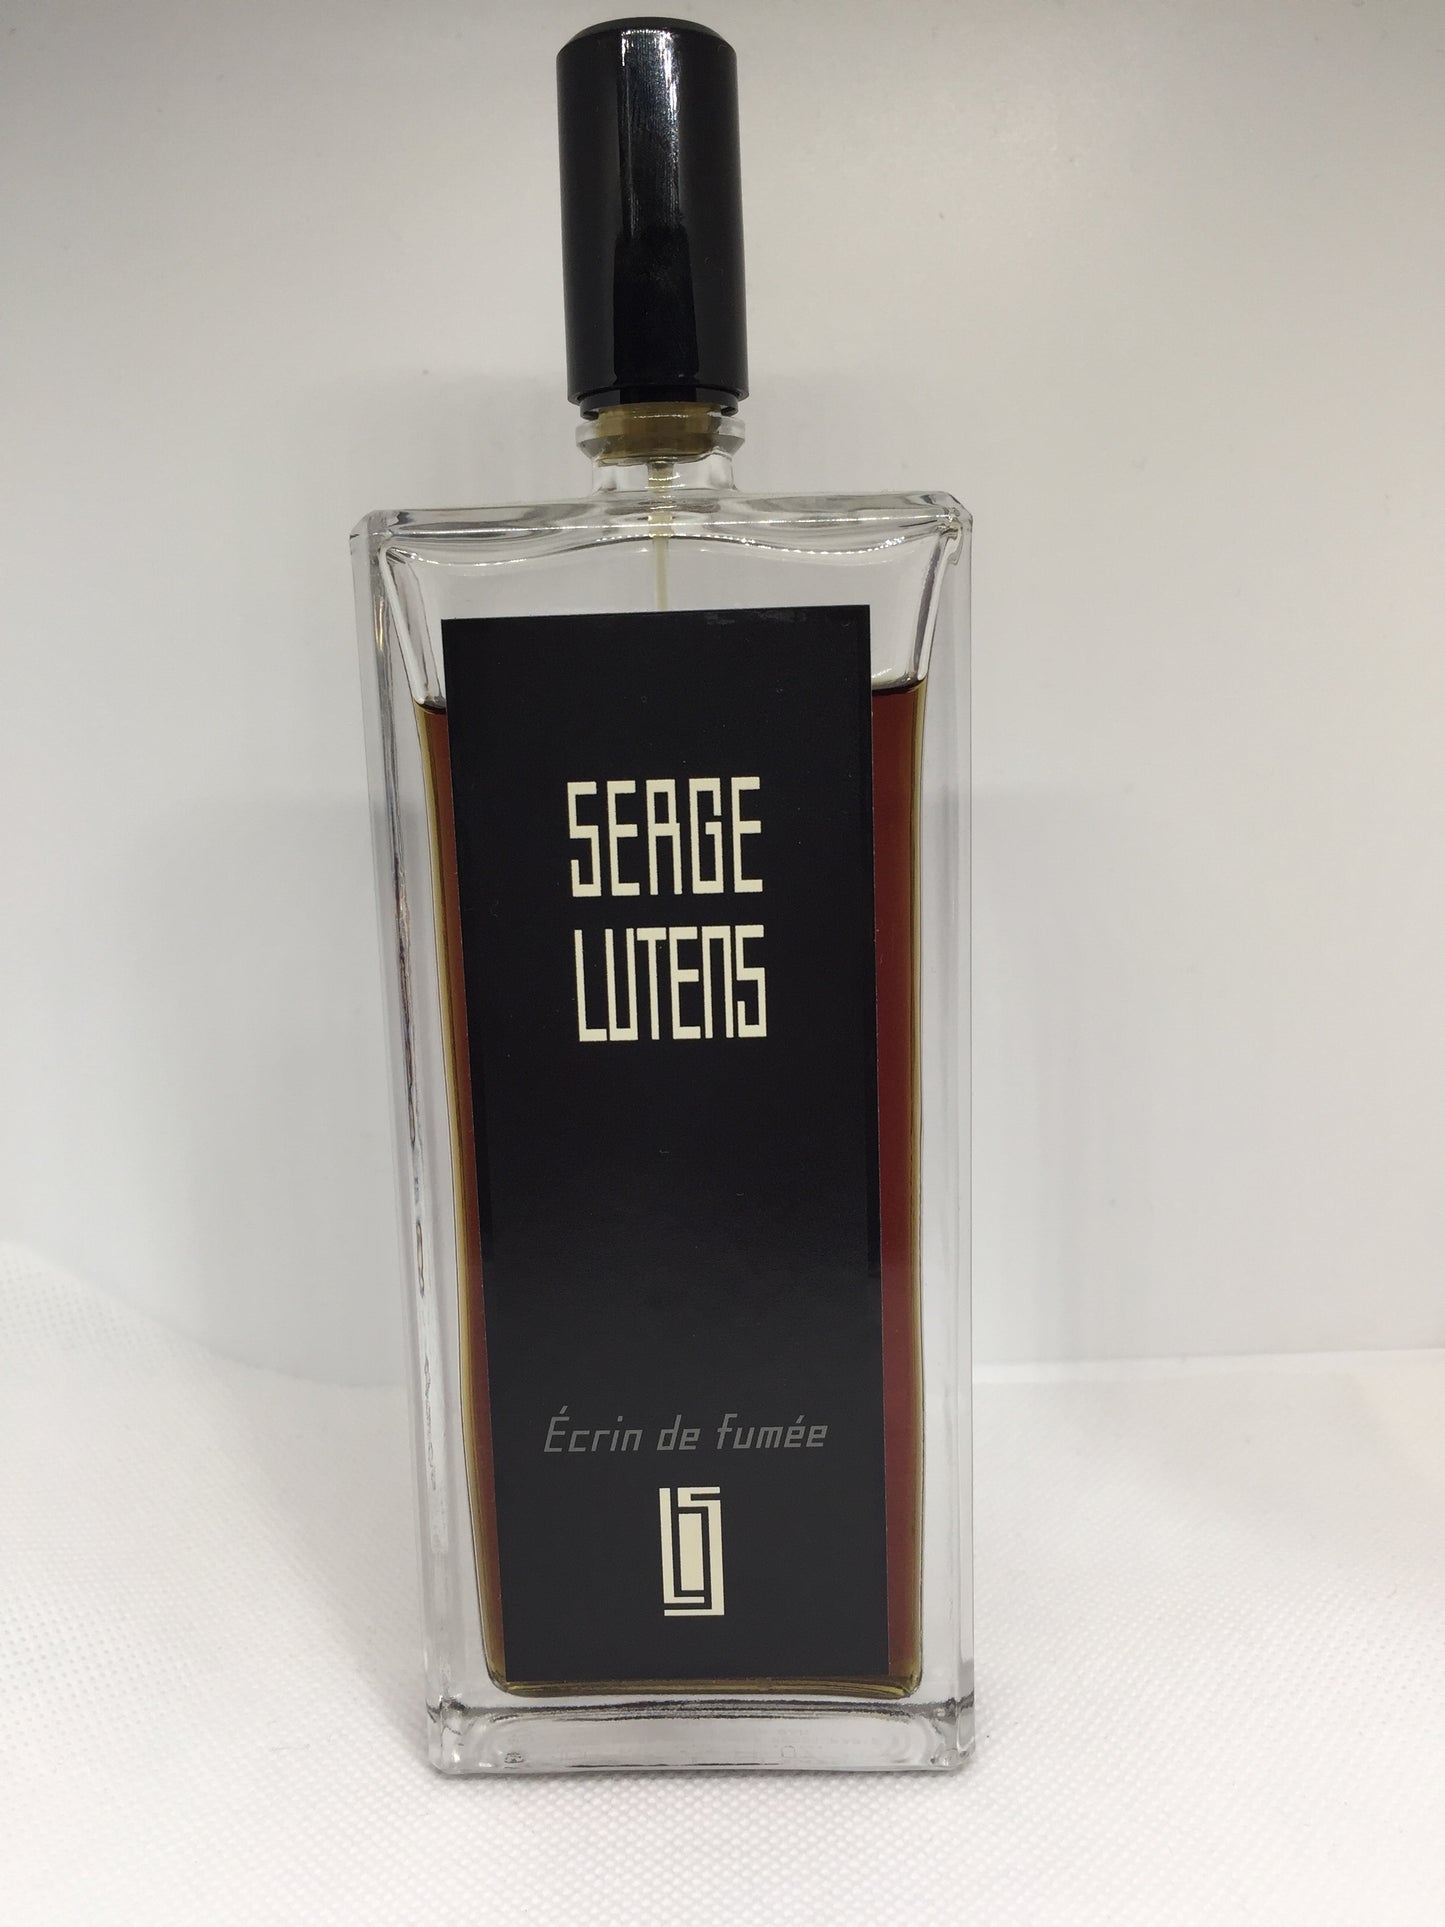 SERGE
LUTENS
Écrin de fumée